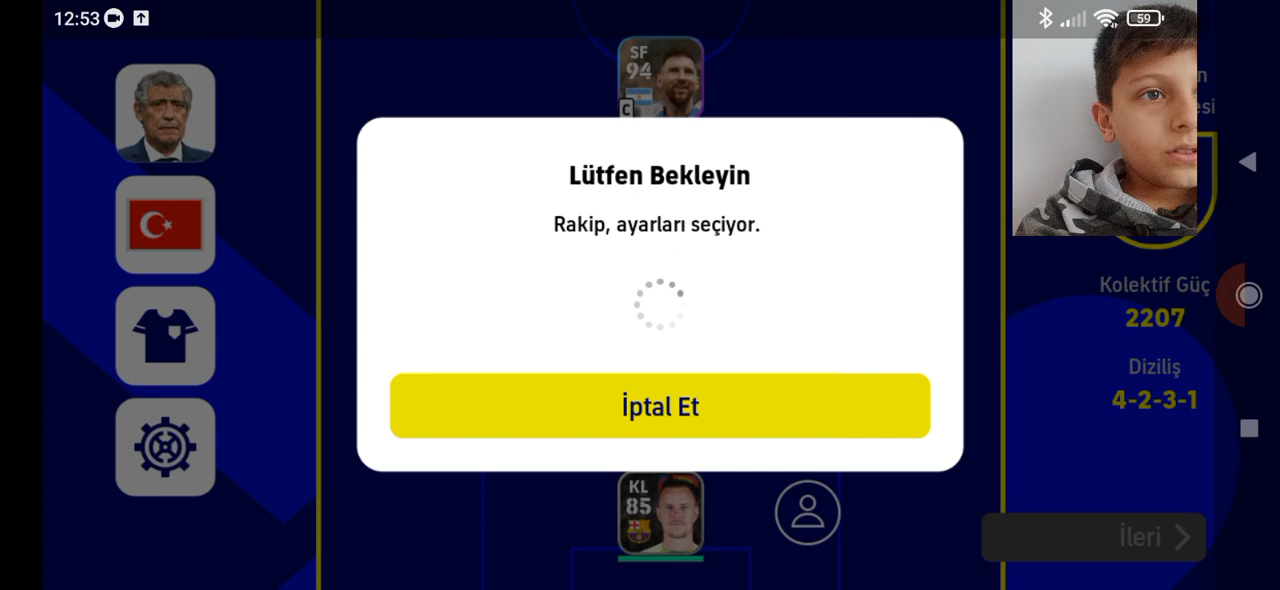 12:53
59
SF
94
C
n
esi
Lütfen Bekleyin
Rakip, ayarları seçiyor.
İptal Et
Kolektif Güç
2207
Diziliş
4-2-3-1
KL
85
İleri